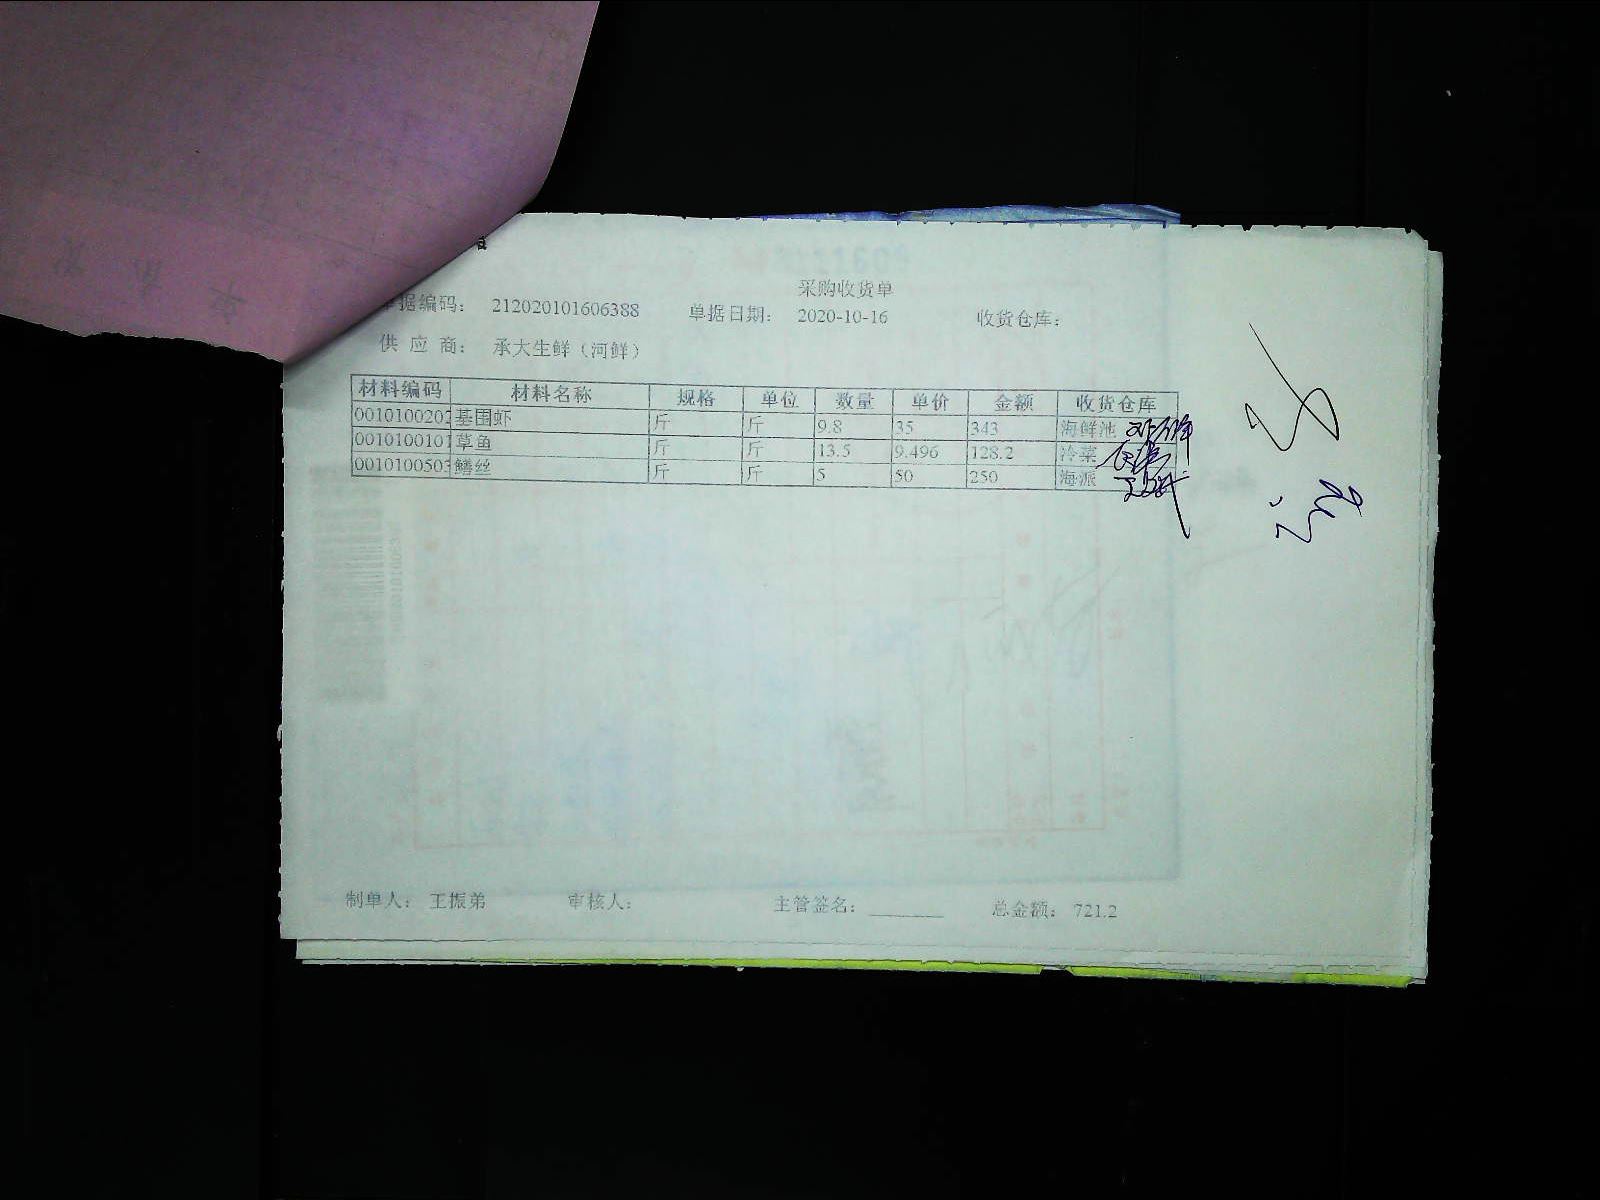 采购收货单
单据编码： 212020101606388 单据日期： 2020-10-16 收货仓库：
供 应 商： 承大生鲜（河鲜）
材料编码 材料名称 规格 单位 数量 单价 金额 收货仓库
0010100202 基围虾 斤 斤 9.8 35 343 海鲜池
0010100101 草鱼 斤 斤 13.5 9.496 128.2 冷菜
0010100503 鳝丝 斤 斤 5 50 250 海派
制单人： 王振弟 审核人： 主管签名：______ 总金额： 721.2